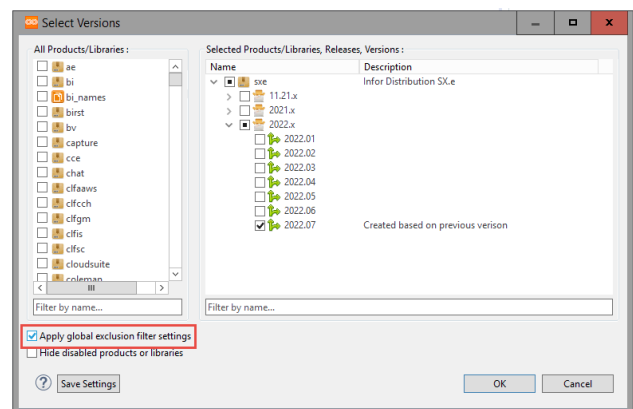 Select Versions
All Products/Libraries :
ae
bi
bi_names
birst
bv
capture
cce
chat
clfaaws
clfcch
clfgm
clfis
clfsc
cloudsuite
coleman
Filter by name...
Selected Products/Libraries, Releases, Versions :
Name Description
sxe Infor Distribution SX.e
11.21.x
2021.x
2022.x
2022.01
2022.02
2022.03
2022.04
2022.05
2022.06
2022.07 Created based on previous verison
Filter by name...
Apply global exclusion filter settings
Hide disabled products or libraries
? Save Settings OK Cancel